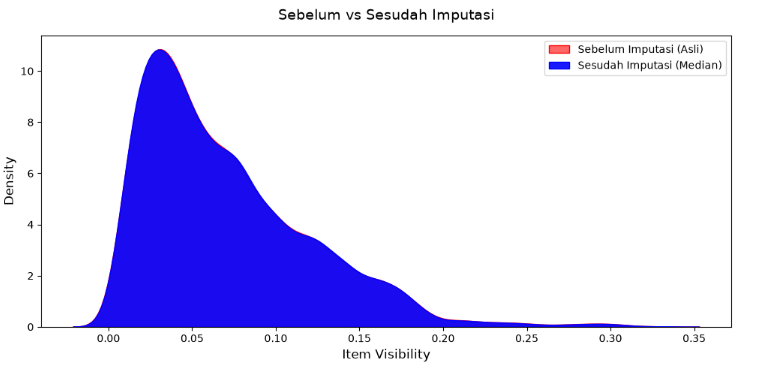 Sebelum vs Sesudah Imputasi
Sebelum Imputasi (Asli)
Sesudah Imputasi (Median)
Density
10
8
6
4
2
0
0.00 0.05 0.10 0.15 0.20 0.25 0.30 0.35
Item Visibility